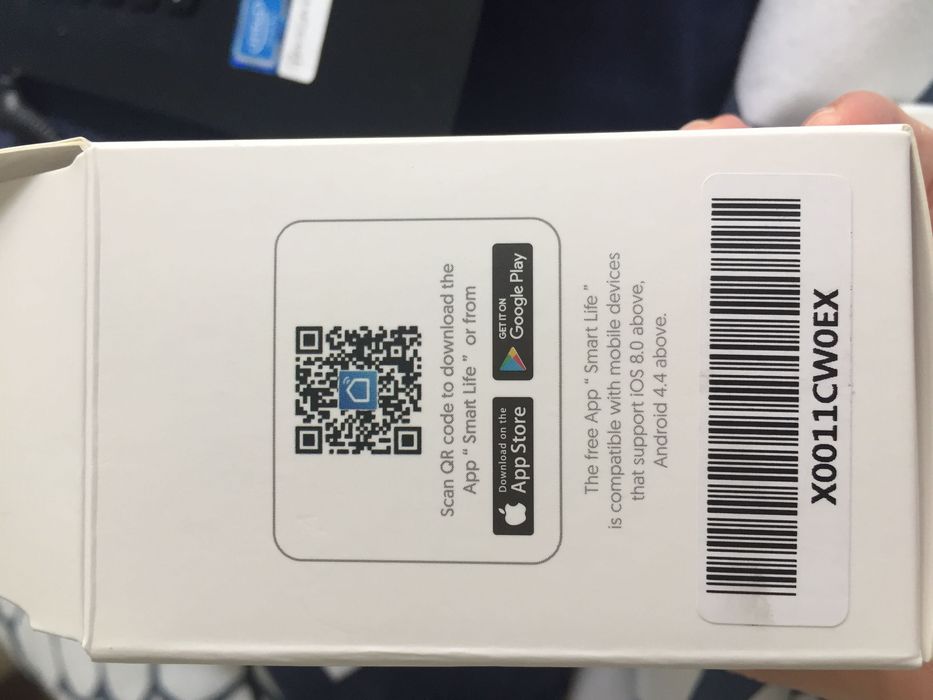 Scan QR code to download the
App “ Smart Life ” or from
Download on the
App Store
GET IT ON
Google Play
The free App “ Smart Life ”
is compatible with mobile devices
that support iOS 8.0 above,
Android 4.4 above.
X0011CW0EX